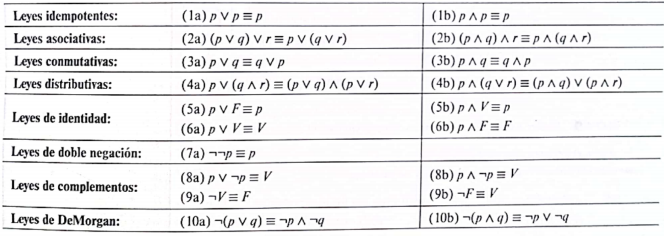 Leyes idempotentes: (1a) p ∨ p ≡ p (1b) p ∧ p ≡ p
Leyes asociativas: (2a) (p ∨ q) ∨ r ≡ p ∨ (q ∨ r) (2b) (p ∧ q) ∧ r ≡ p ∧ (q ∧ r)
Leyes conmutativas: (3a) p ∨ q ≡ q ∨ p (3b) p ∧ q ≡ q ∧ p
Leyes distributivas: (4a) p ∨ (q ∧ r) ≡ (p ∨ q) ∧ (p ∨ r) (4b) p ∧ (q ∨ r) ≡ (p ∧ q) ∨ (p ∧ r)
Leyes de identidad:
(5a) p ∨ F ≡ p (5b) p ∧ V ≡ p
(6a) p ∨ V ≡ V (6b) p ∧ F ≡ F
Leyes de doble negación: (7a) ¬¬p ≡ p
Leyes de complementos:
(8a) p ∨ ¬p ≡ V (8b) p ∧ ¬p ≡ V
(9a) ¬V ≡ F (9b) ¬F ≡ V
Leyes de DeMorgan: (10a) ¬(p ∨ q) ≡ ¬p ∧ ¬q (10b) ¬(p ∧ q) ≡ ¬p ∨ ¬q